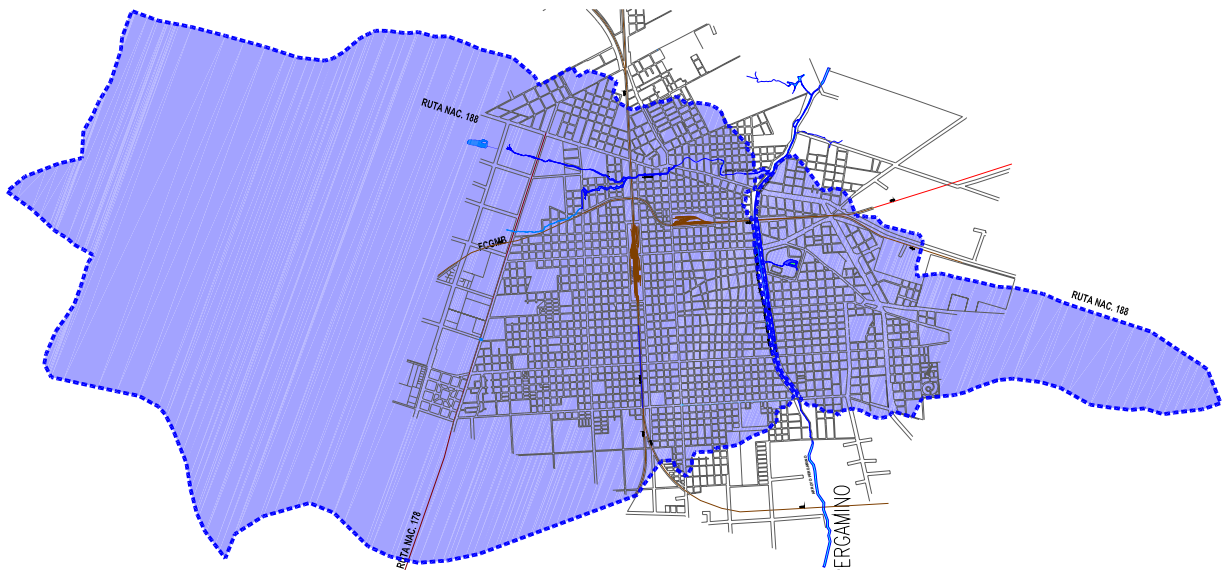 RUTA NAC. 188
FCGMB
RUTA NAC. 188
RUTA NAC. 178
ERGAMINO